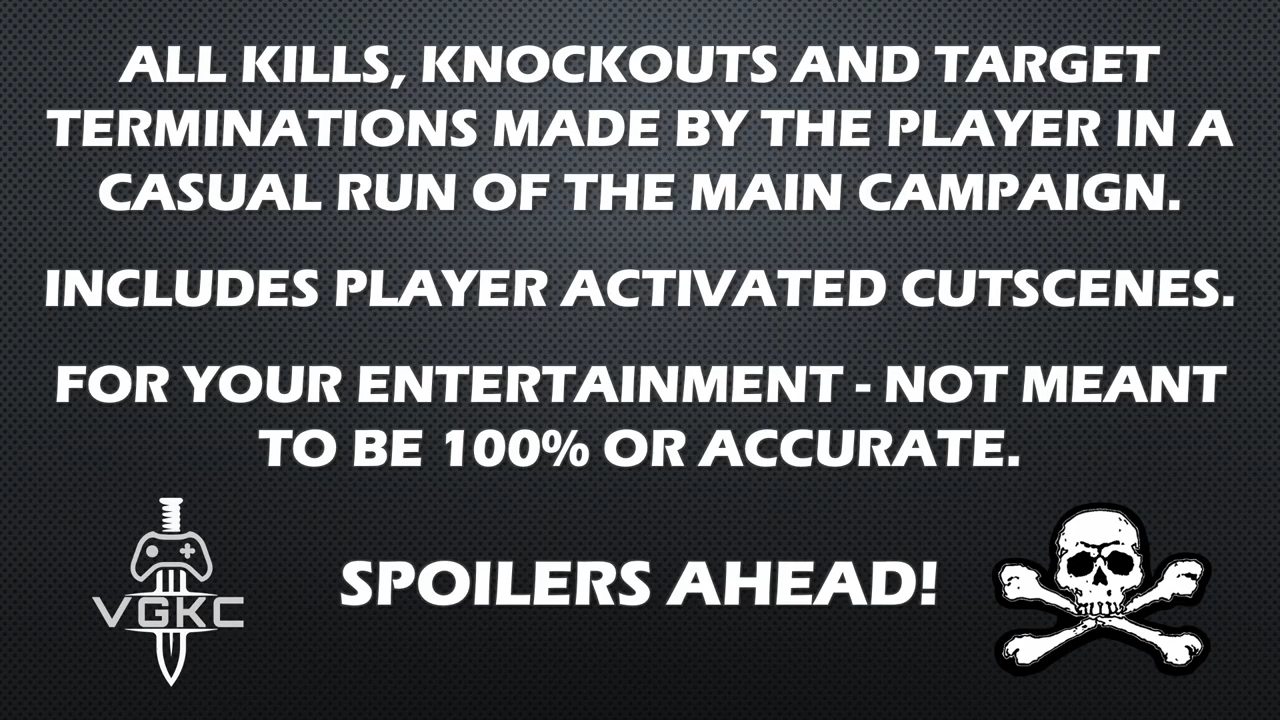 ALL KILLS, KNOCKOUTS AND TARGET
TERMINATIONS MADE BY THE PLAYER IN A
CASUAL RUN OF THE MAIN CAMPAIGN.
INCLUDES PLAYER ACTIVATED CUTSCENES.
FOR YOUR ENTERTAINMENT - NOT MEANT
TO BE 100% OR ACCURATE.
SPOILERS AHEAD!
VGKC